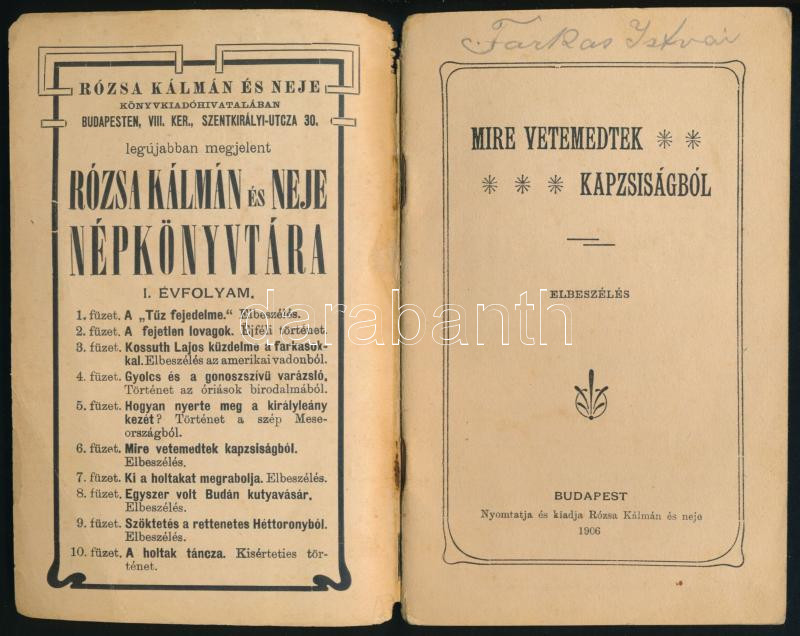 RÓZSA KÁLMÁN ÉS NEJE
KÖNYVKIADÓHIVATALÁBAN
BUDAPESTEN, VIII. KER., SZENTKIRÁLYI-UTCZA 30.
legújabban megjelent
RÓZSA KÁLMÁN ÉS NEJE
NÉPKÖNYVTÁRA
I. ÉVFOLYAM.
1. füzet. A „Tűz fejedelme." Elbeszélés.
2. füzet. A fejetlen lovagok. Éjféli történet.
3. füzet. Kossuth Lajos küzdelme a farkasok-
kal. Elbeszélés az amerikai vadonból.
4. füzet. Gyolcs és a gonoszszívű varázsló,
Történet az óriások birodalmából.
5. füzet. Hogyan nyerte meg a királyleány
kezét? Történet a szép Mese-
országból.
6. füzet. Mire vetemedtek kapzsiságból.
Elbeszélés.
7. füzet. Ki a holtakat megrabolja. Elbeszélés.
8. füzet. Egyszer volt Budán kutyavásár.
Elbeszélés.
9. füzet. Szöktetés a rettenetes Héttoronyból.
Elbeszélés.
10. füzet. A holtak táncza. Kisérteties tör-
ténet.
Farkas István
MIRE VETEMEDTEK * *
* * * KAPZSISÁGBÓL
ELBESZÉLÉS
BUDAPEST
Nyomtatja és kiadja Rózsa Kálmán és neje
1906
darabanth.com